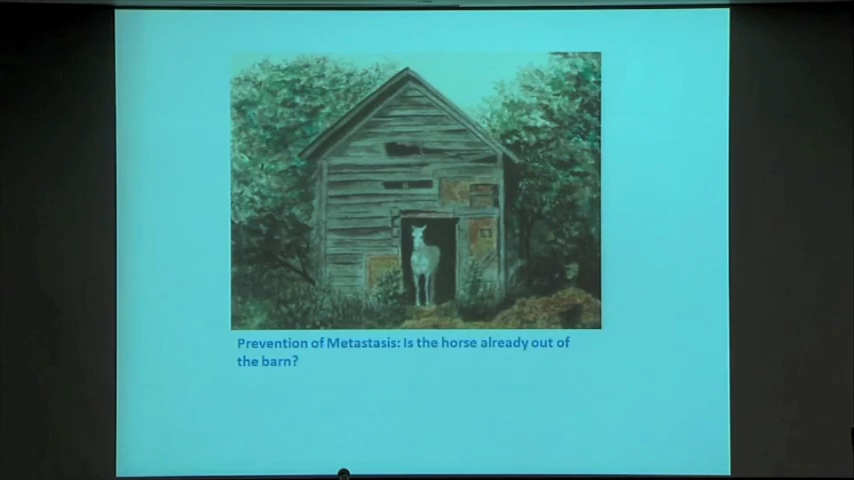 Prevention of Metastasis: Is the horse already out of
the barn?